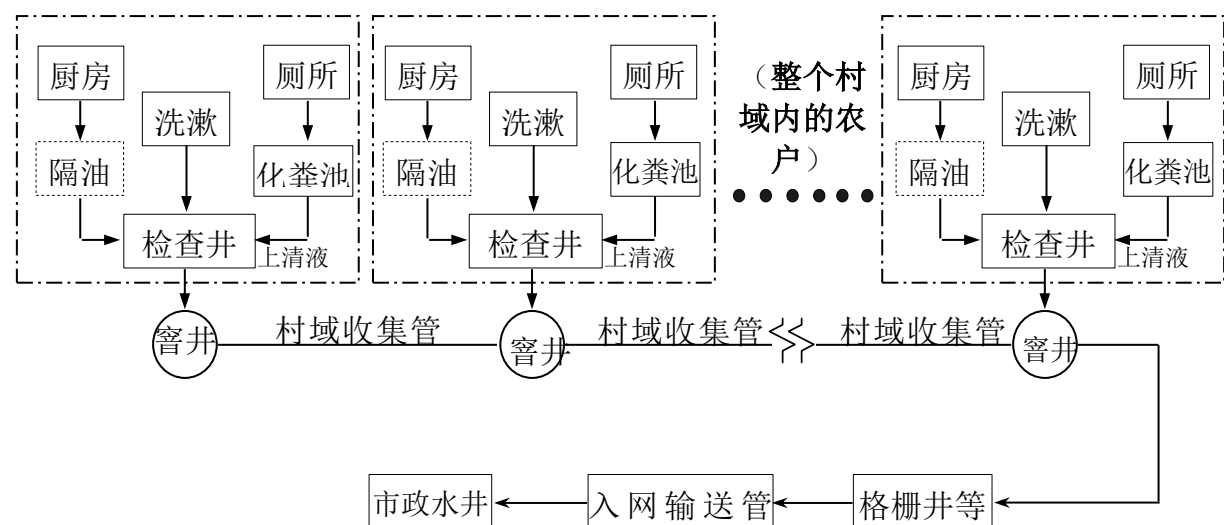 厨房
厕所
洗漱
隔油
化粪池
检查井
上清液
厨房
厕所
洗漱
隔油
化粪池
检查井
上清液
（整个村
域内的农
户）
厨房
厕所
洗漱
隔油
化粪池
检查井
上清液
窨井
村域收集管
窨井
村域收集管
村域收集管
窨井
市政水井
入网输送管
格栅井等